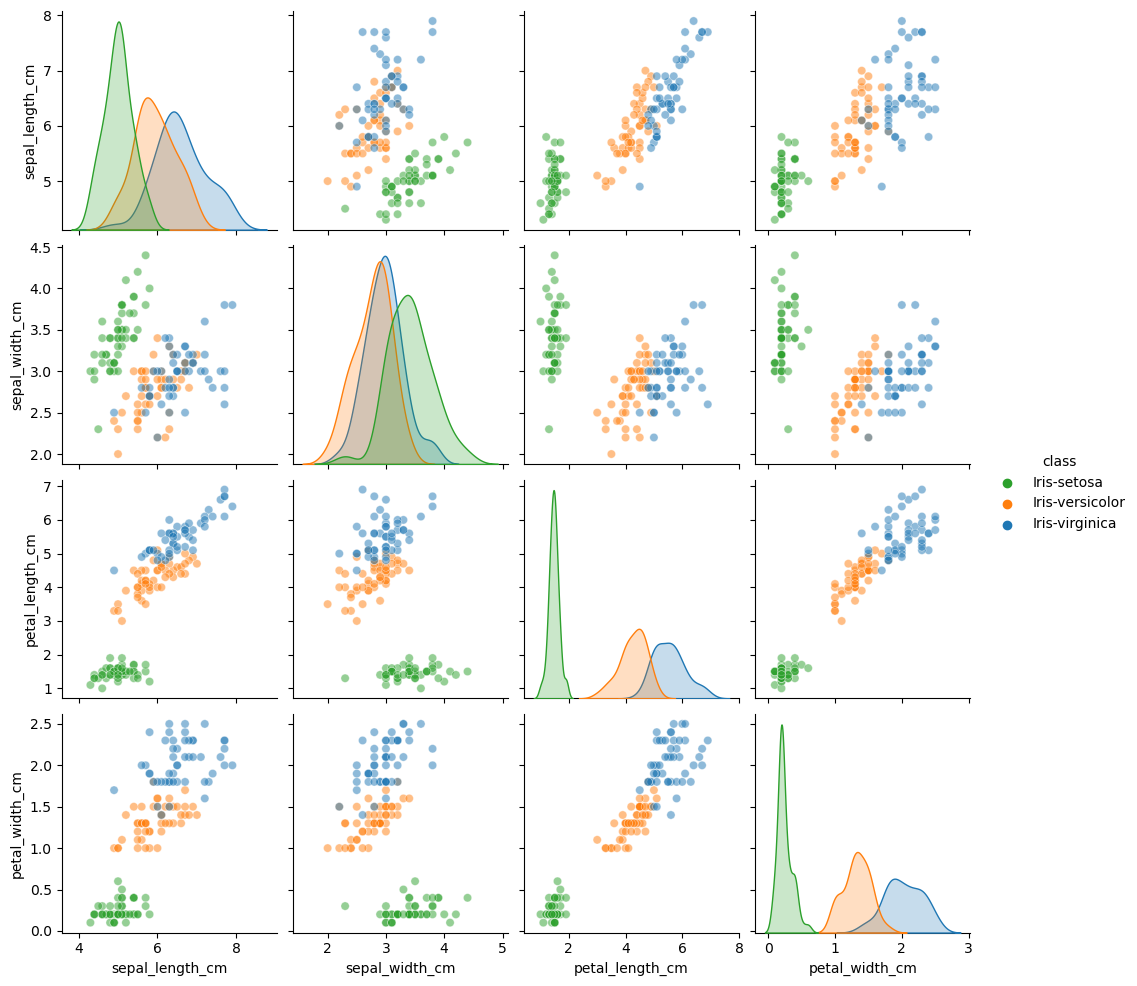 8
7
6
5
sepal_length_cm
4.5
4.0
3.5
3.0
2.5
2.0
sepal_width_cm
class
Iris-setosa
Iris-versicolor
Iris-virginica
7
6
5
4
3
2
1
petal_length_cm
2.5
2.0
1.5
1.0
0.5
0.0
petal_width_cm
4 6 8
sepal_length_cm
2 3 4 5
sepal_width_cm
2 4 6 8
petal_length_cm
0 1 2 3
petal_width_cm